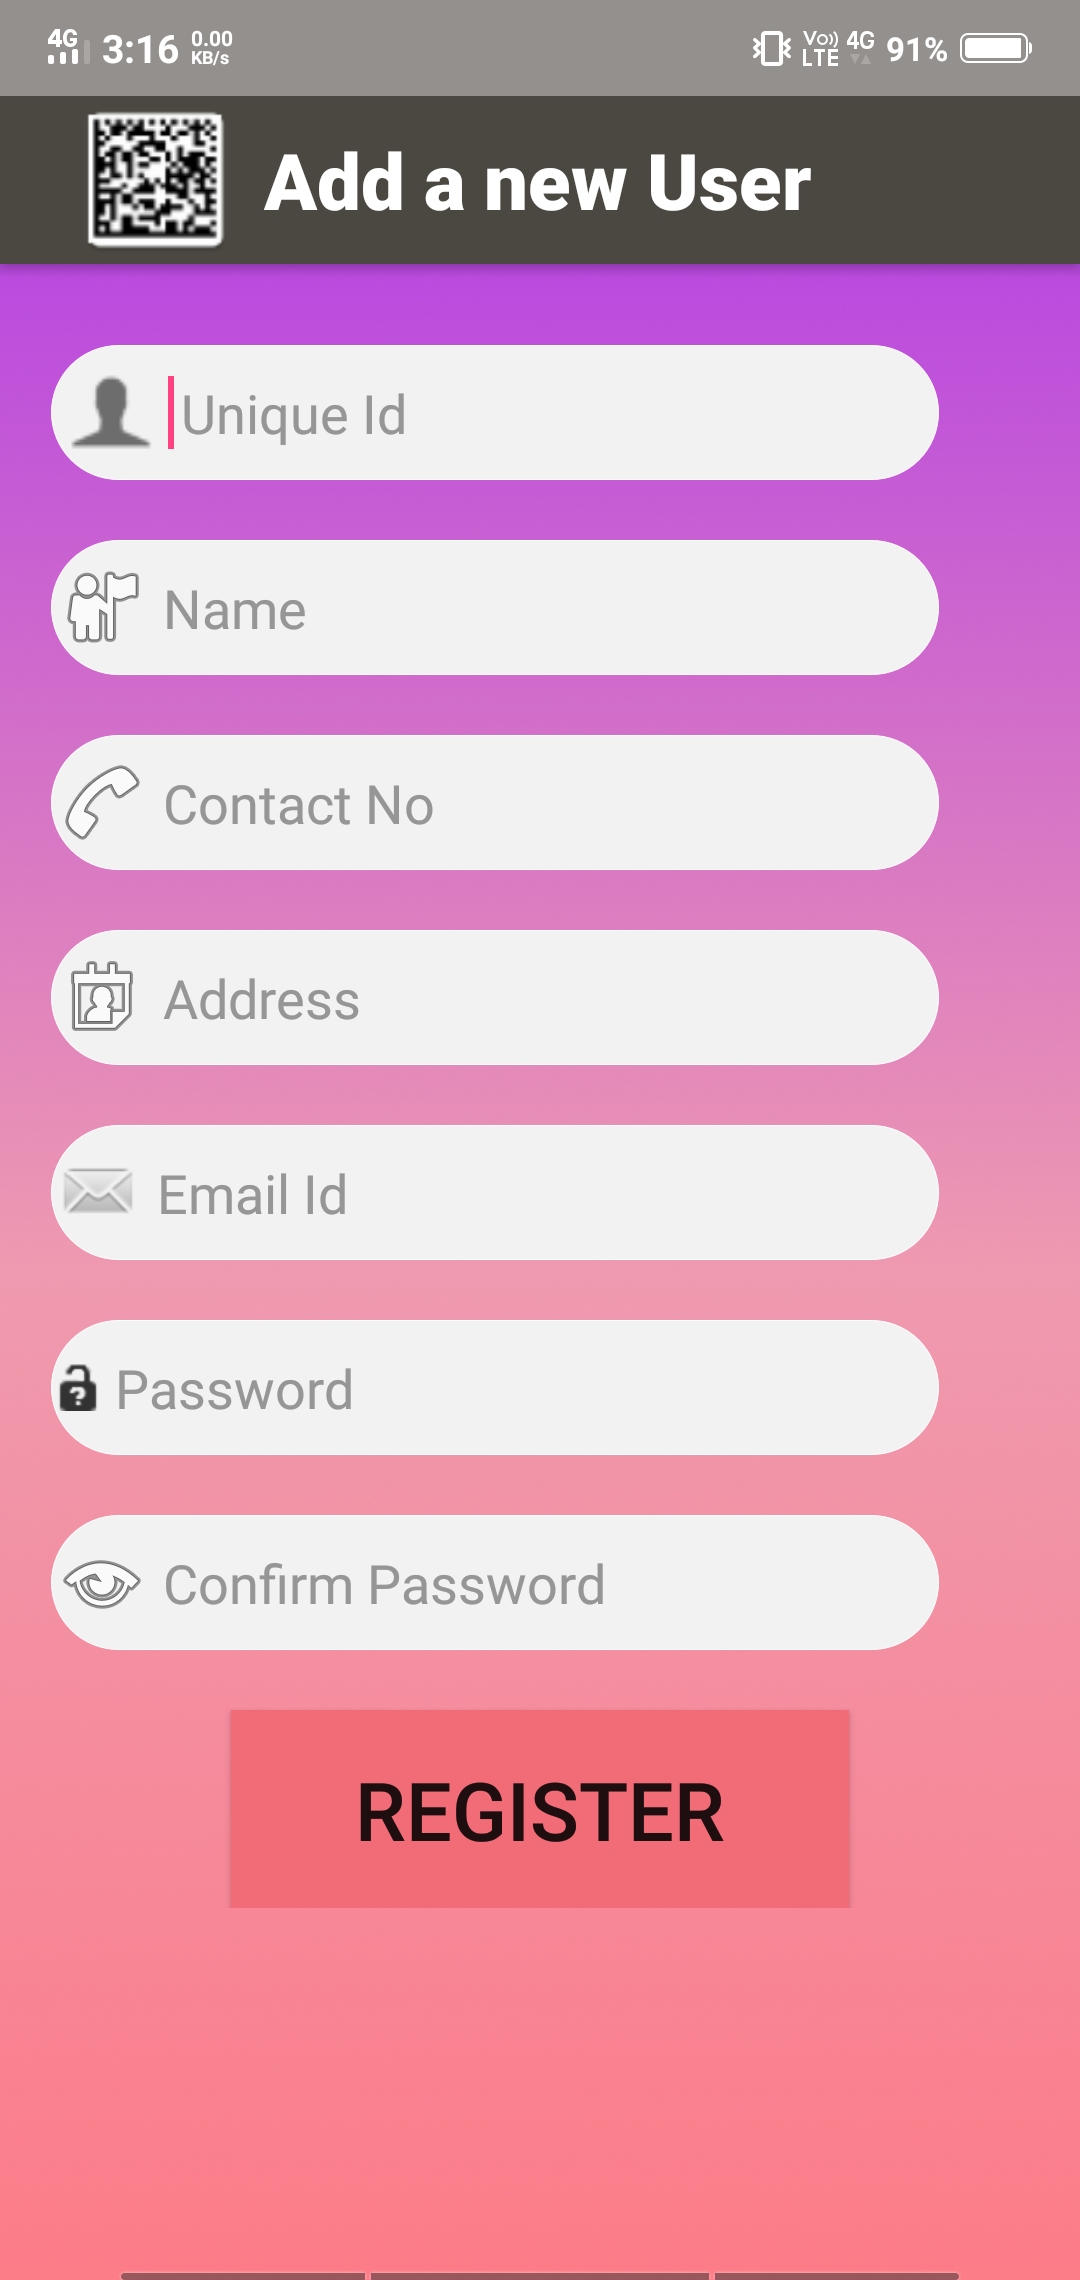 4G 3:16 0.00 KB/s Vo)) LTE 4G 91%
Add a new User
Unique Id
Name
Contact No
Address
Email Id
? Password
Confirm Password
REGISTER